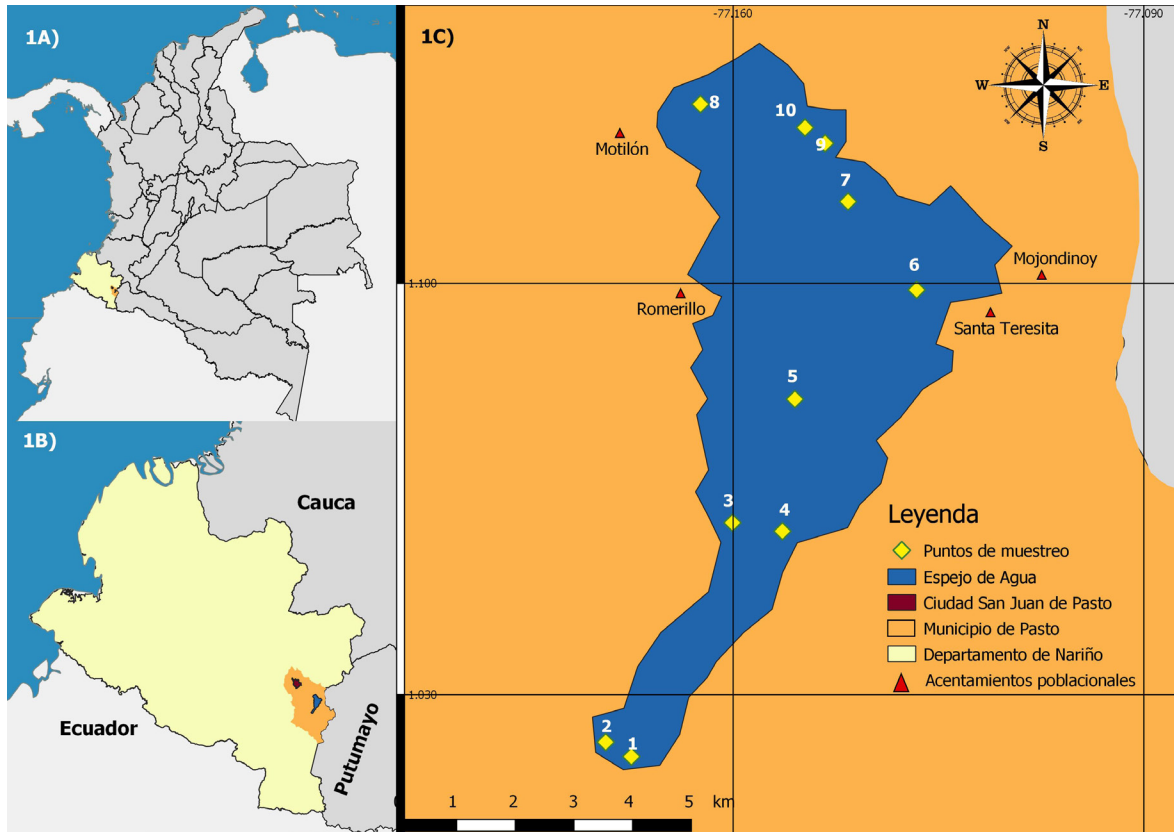 1A)
1B)
Cauca
Ecuador
Putumayo
1C)
-77.160
-77.090
N
W
E
S
8
10
9
Motilón
7
6
Mojondinoy
1.100
Romerillo
Santa Teresita
5
3
4
Leyenda
Puntos de muestreo
Espejo de Agua
Ciudad San Juan de Pasto
Municipio de Pasto
Departamento de Nariño
Acentamientos poblacionales
1.030
2
1
1 2 3 4 5 km